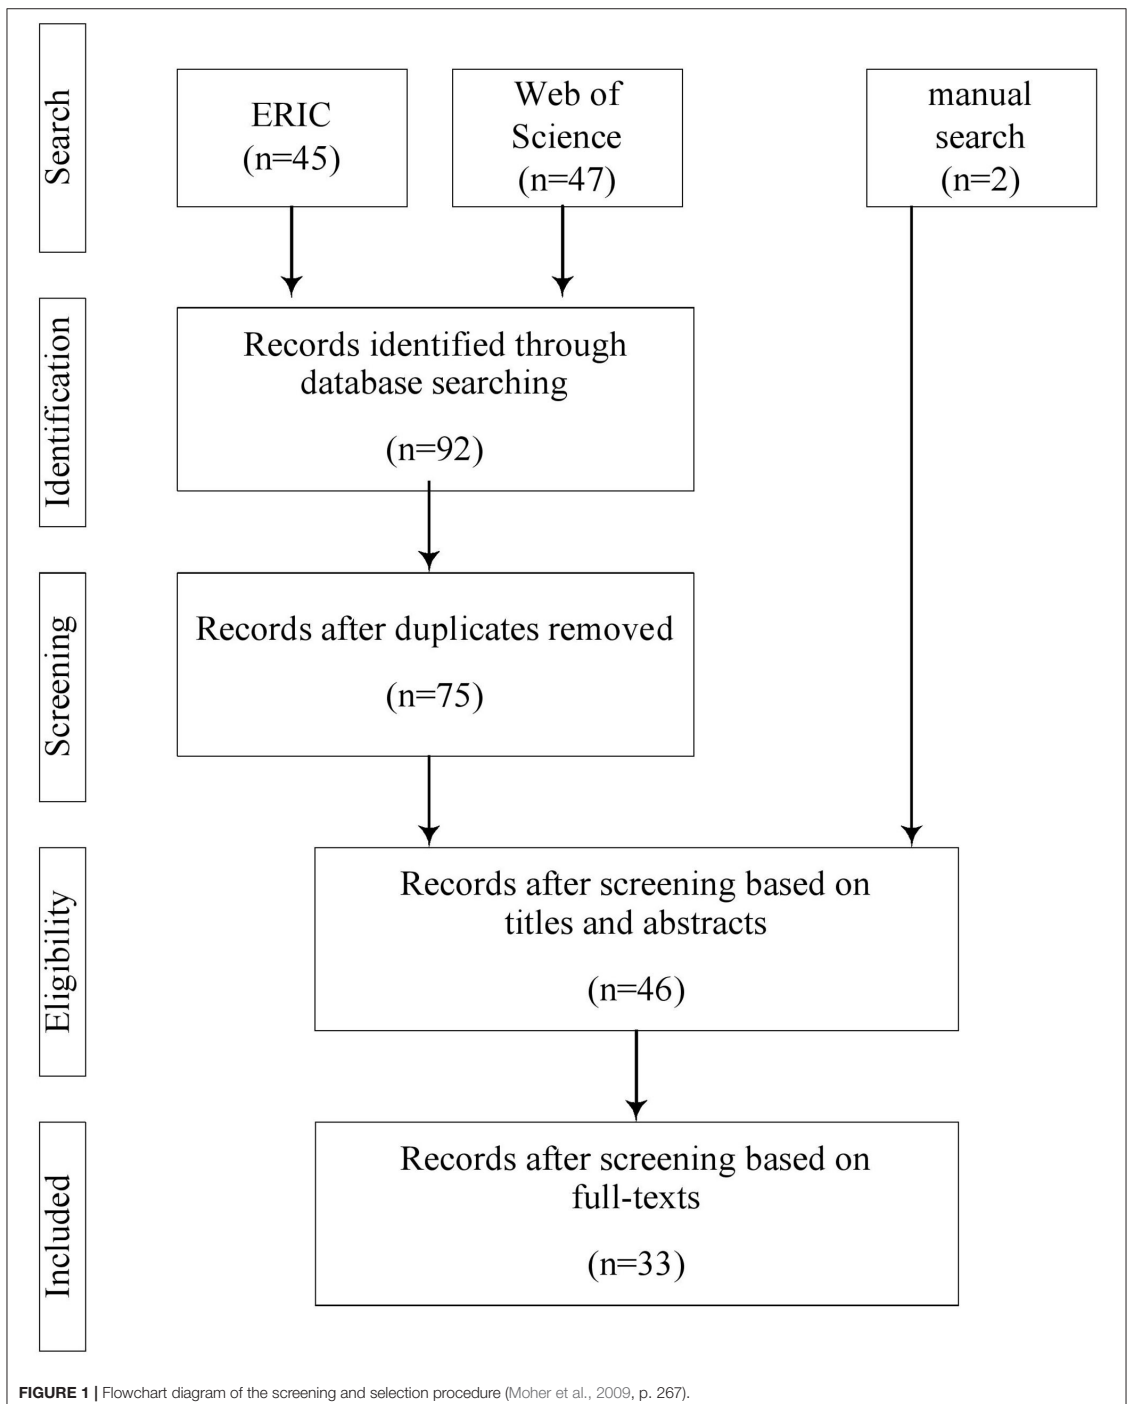 Search
ERIC
(n=45)
Web of
Science
(n=47)
manual
search
(n=2)
Identification
Records identified through
database searching
(n=92)
Screening
Records after duplicates removed
(n=75)
Eligibility
Records after screening based on
titles and abstracts
(n=46)
Included
Records after screening based on
full-texts
(n=33)
FIGURE 1 | Flowchart diagram of the screening and selection procedure (Moher et al., 2009, p. 267).